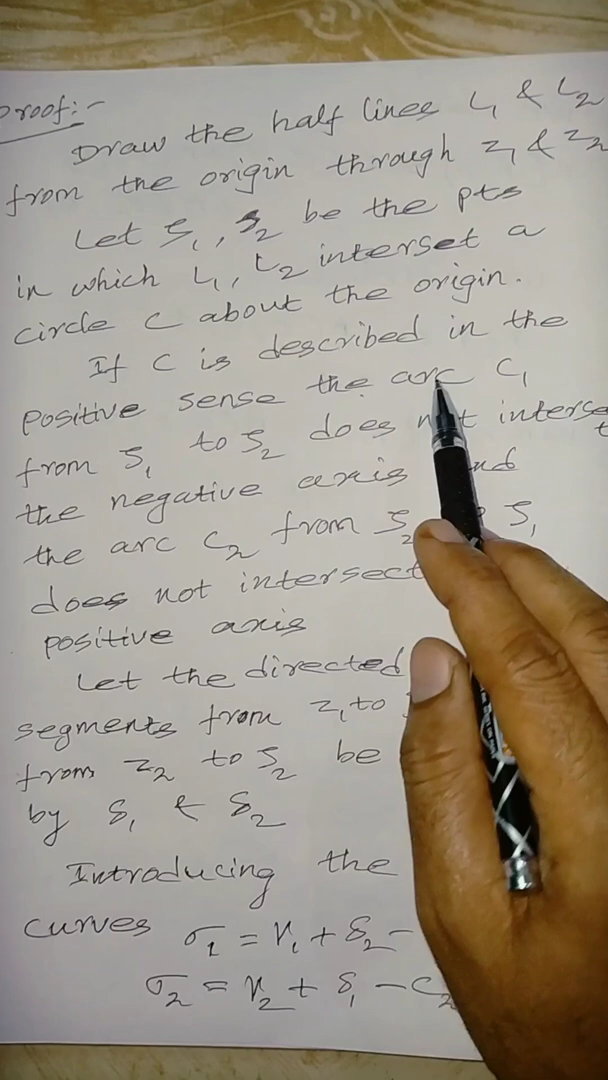 Proof:-
Draw the half lines L₁ & L₂
from the origin through z₁ & z₂
Let ζ₁, ζ₂ be the pts
in which L₁, L₂ interset a
circle C about the origin.
If C is described in the
positive sense the arc C₁
from ζ₁ to ζ₂ does not interse
t
the negative axis and
the arc C₂ from ζ₂ ζ₁
does not intersect
positive axis
Let the directed
segments from z₁ to
from z₂ to ζ₂ be
by δ₁ & δ₂
Introducing the
curves σ₁ = γ₁ + δ₂ -
σ₂ = γ₂ + δ₁ - C₂